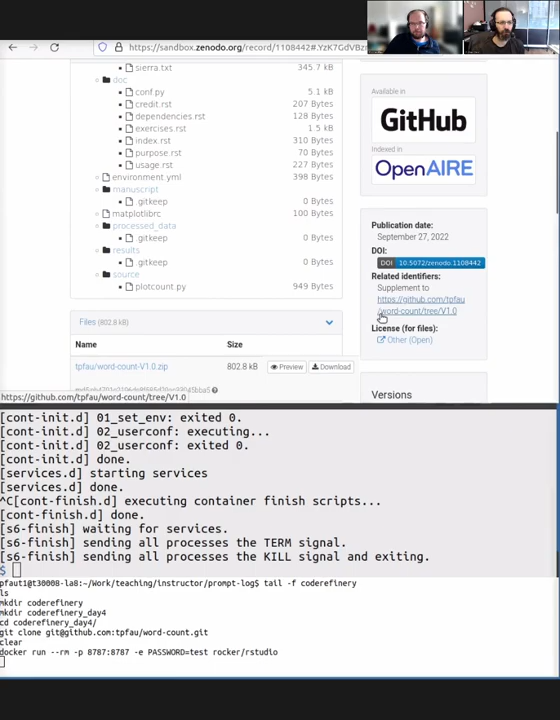 https://sandbox.zenodo.org/record/1108442#.YzK7GdVBz
sierra.txt 345.7 kB
doc
conf.py 5.1 kB
credit.rst 207 Bytes
dependencies.rst 128 Bytes
exercises.rst 1.5 kB
index.rst 310 Bytes
purpose.rst 70 Bytes
usage.rst 227 Bytes
environment.yml 398 Bytes
manuscript
.gitkeep 0 Bytes
matplotlibrc 100 Bytes
processed_data
.gitkeep 0 Bytes
results
.gitkeep 0 Bytes
source
plotcount.py 922 Bytes
Files (802.8 kB)
Name Size
tpfau/word-count-V1.0.zip 802.8 kB Preview Download
Available in
GitHub
Indexed in
OpenAIRE
Publication date:
September 27, 2022
DOI:
DOI 10.5072/zenodo.1108442
Related identifiers:
Supplement to
https://github.com/tpfau
/word-count/tree/V1.0
License (for files):
Other (Open)
Versions
https://github.com/tpfau/word-count/tree/V1.0
[cont-init.d] 01_set_env: exited 0.
[cont-init.d] 02_userconf: executing...
[cont-init.d] 02_userconf: exited 0.
[cont-init.d] done.
[services.d] starting services
[services.d] done.
^C[cont-finish.d] executing container finish scripts...
[cont-finish.d] done.
[s6-finish] waiting for services.
[s6-finish] sending all processes the TERM signal.
[s6-finish] sending all processes the KILL signal and exiting.
$
pfaut1@t30008-la8:~/Work/teaching/instructor/prompt-log$ tail -f coderefinery
ls
mkdir coderefinery
mkdir coderefinery_day4
cd coderefinery_day4/
git clone git@github.com:tpfau/word-count.git
clear
docker run --rm -p 8787:8787 -e PASSWORD=test rocker/rstudio